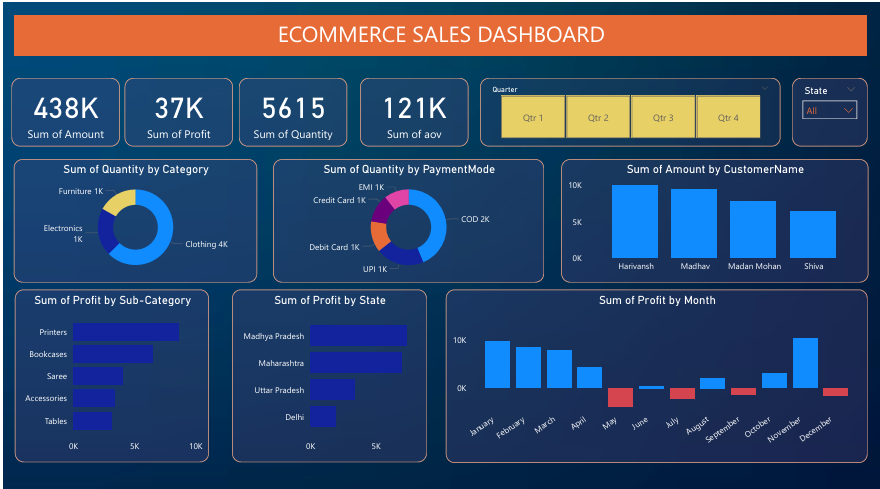 ECOMMERCE SALES DASHBOARD
438K
Sum of Amount
37K
Sum of Profit
5615
Sum of Quantity
121K
Sum of aov
Quarter
Qtr 1
Qtr 2
Qtr 3
Qtr 4
State
All
Sum of Quantity by Category
Furniture 1K
Electronics
1K
Clothing 4K
Sum of Quantity by PaymentMode
EMI 1K
Credit Card 1K
COD 2K
Debit Card 1K
UPI 1K
Sum of Amount by CustomerName
10K
5K
0K
Harivansh
Madhav
Madan Mohan
Shiva
Sum of Profit by Sub-Category
Printers
Bookcases
Saree
Accessories
Tables
0K
5K
10K
Sum of Profit by State
Madhya Pradesh
Maharashtra
Uttar Pradesh
Delhi
0K
5K
Sum of Profit by Month
10K
0K
January
February
March
April
May
June
July
August
September
October
November
December